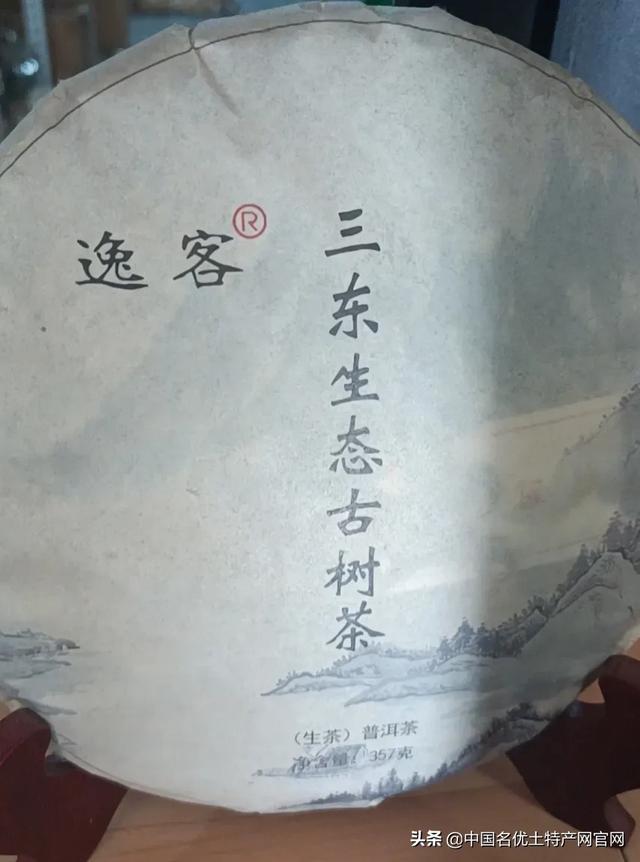 逸客®
三东生态古树茶
（生茶）普洱茶
净含量：357克
头条 @中国名优土特产网官网